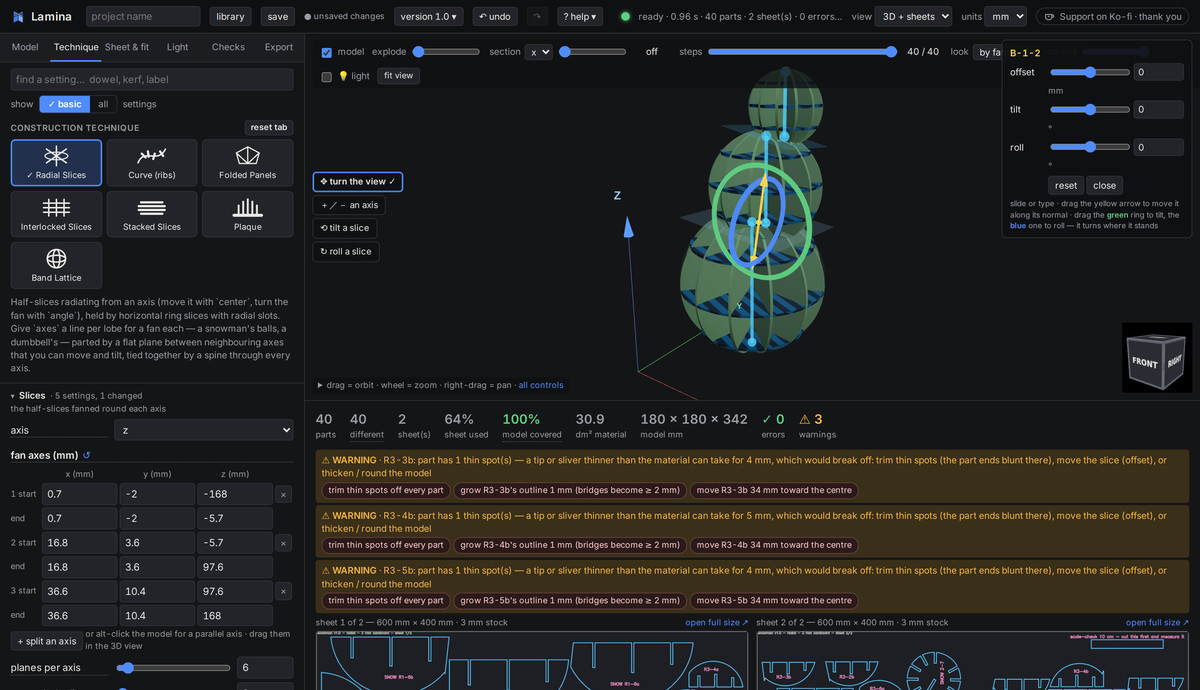 Lamina project name library save ● unsaved changes version 1.0 ▾ ↶ undo ↷ ? help ▾ ready · 0.96 s · 40 parts · 2 sheet(s) · 0 errors... view 3D + sheets units mm Support on Ko-fi · thank you
Model Technique Sheet & fit Light Checks Export
find a setting... dowel, kerf, label
show ✓ basic all settings
CONSTRUCTION TECHNIQUE reset tab
✓ Radial Slices Curve (ribs) Folded Panels
Interlocked Slices Stacked Slices Plaque
Band Lattice
Half-slices radiating from an axis (move it with `center`, turn the
fan with `angle`), held by horizontal ring slices with radial slots.
Give `axes` a line per lobe for a fan each — a snowman's balls, a
dumbbell's — parted by a flat plane between neighbouring axes
that you can move and tilt, tied together by a spine through every
axis.
▾ Slices · 5 settings, 1 changed
the half-slices fanned round each axis
axis z
fan axes (mm) ↺
x (mm) y (mm) z (mm)
1 start 0.7 -2 -168 ×
end 0.7 -2 -5.7
2 start 16.8 3.6 -5.7 ×
end 16.8 3.6 97.6
3 start 36.6 10.4 97.6 ×
end 36.6 10.4 168
+ split an axis or alt-click the model for a parallel axis · drag them
in the 3D view
planes per axis 6
model explode section x off steps 40 / 40 look by fa
💡 light fit view
✥ turn the view ✓
+ ／ − an axis
⟲ tilt a slice
↻ roll a slice
Z
Y
B-1-2
offset 0
mm
tilt 0
°
roll 0
°
reset close
slide or type · drag the yellow arrow to move it
along its normal · drag the green ring to tilt, the
blue one to roll — it turns where it stands
FRONT RIGHT
▶ drag = orbit · wheel = zoom · right-drag = pan · all controls
40 40 2 64% 100% 30.9 180 × 180 × 342 ✓ 0 ⚠ 3
parts different sheet(s) sheet used model covered dm² material model mm errors warnings
⚠ WARNING · R3-3b: part has 1 thin spot(s) — a tip or sliver thinner than the material can take for 4 mm, which would break off: trim thin spots (the part ends blunt there), move the slice (offset), or
thicken / round the model
trim thin spots off every part grow R3-3b's outline 1 mm (bridges become ≥ 2 mm) move R3-3b 34 mm toward the centre
⚠ WARNING · R3-4b: part has 1 thin spot(s) — a tip or sliver thinner than the material can take for 5 mm, which would break off: trim thin spots (the part ends blunt there), move the slice (offset), or
thicken / round the model
trim thin spots off every part grow R3-4b's outline 1 mm (bridges become ≥ 2 mm) move R3-4b 34 mm toward the centre
⚠ WARNING · R3-5b: part has 1 thin spot(s) — a tip or sliver thinner than the material can take for 4 mm, which would break off: trim thin spots (the part ends blunt there), move the slice (offset), or
thicken / round the model
trim thin spots off every part grow R3-5b's outline 1 mm (bridges become ≥ 2 mm) move R3-5b 34 mm toward the centre
sheet 1 of 2 — 600 mm × 400 mm · 3 mm stock open full size ↗ sheet 2 of 2 — 600 mm × 400 mm · 3 mm stock open full size ↗
scale-check 10 cm — cut this first and measure it